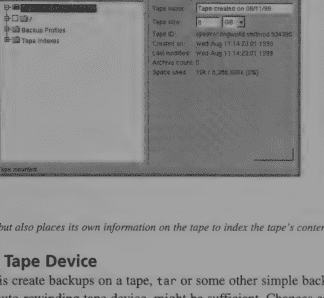 /
Backup Profiles
Tape Indexes
Tape name: Tape created on 08/11/99
Tape size: 8 GB
Tape ID:
Created on: Wed Aug 11 14:23:01 1999
Last modified: Wed Aug 11 14:23:01 1999
Archive count: 0
Space used:
but also places its own information on the tape to index the tape's conten
Tape Device
is create backups on a tape, tar or some other simple back
uto-rewinding tape device, might be sufficient. Chances